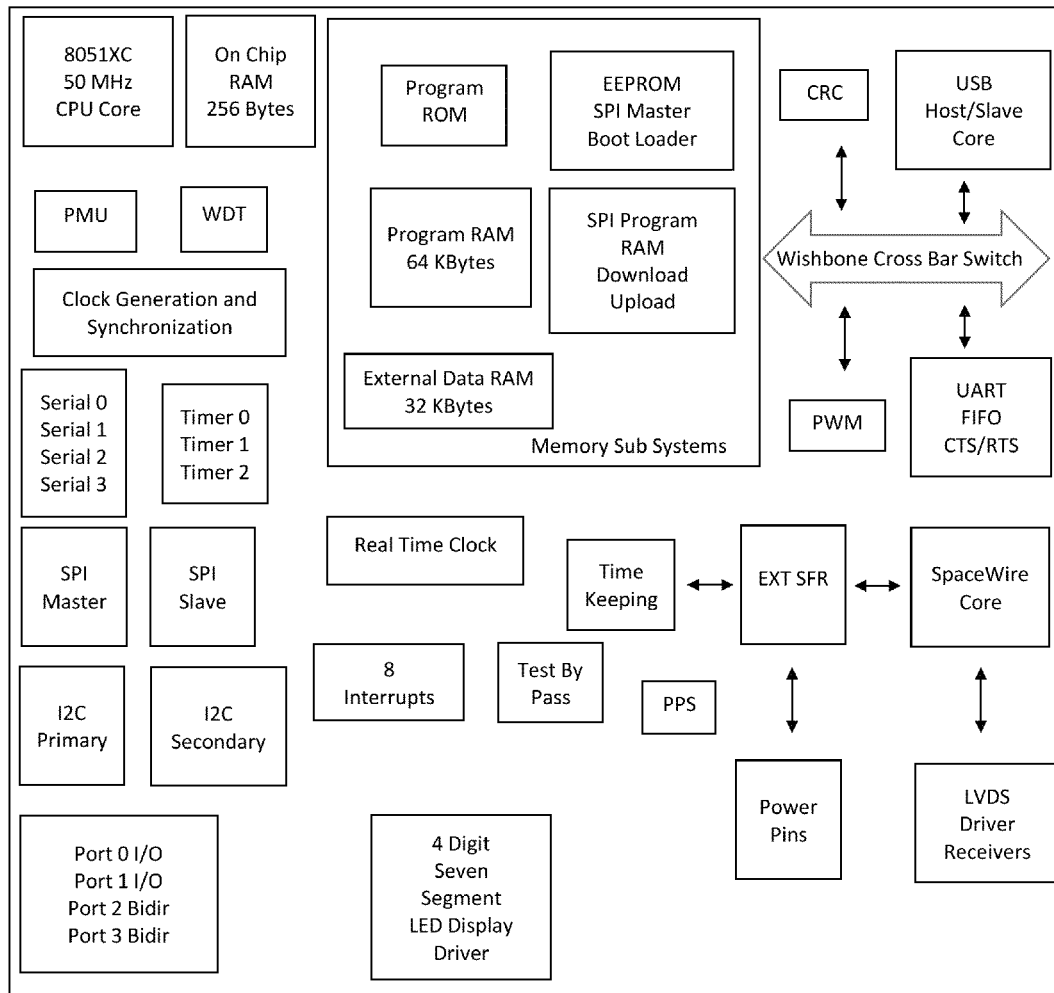 8051XC
50 MHz
CPU Core
On Chip
RAM
256 Bytes
Program
ROM
EEPROM
SPI Master
Boot Loader
CRC
USB
Host/Slave
Core
PMU
WDT
Program RAM
64 KBytes
SPI Program
RAM
Download
Upload
Wishbone Cross Bar Switch
Clock Generation and
Synchronization
External Data RAM
32 KBytes
Memory Sub Systems
PWM
UART
FIFO
CTS/RTS
Serial 0
Serial 1
Serial 2
Serial 3
Timer 0
Timer 1
Timer 2
SPI
Master
SPI
Slave
Real Time Clock
Time
Keeping
EXT SFR
SpaceWire
Core
I2C
Primary
I2C
Secondary
8
Interrupts
Test By
Pass
PPS
Power
Pins
LVDS
Driver
Receivers
Port 0 I/O
Port 1 I/O
Port 2 Bidir
Port 3 Bidir
4 Digit
Seven
Segment
LED Display
Driver